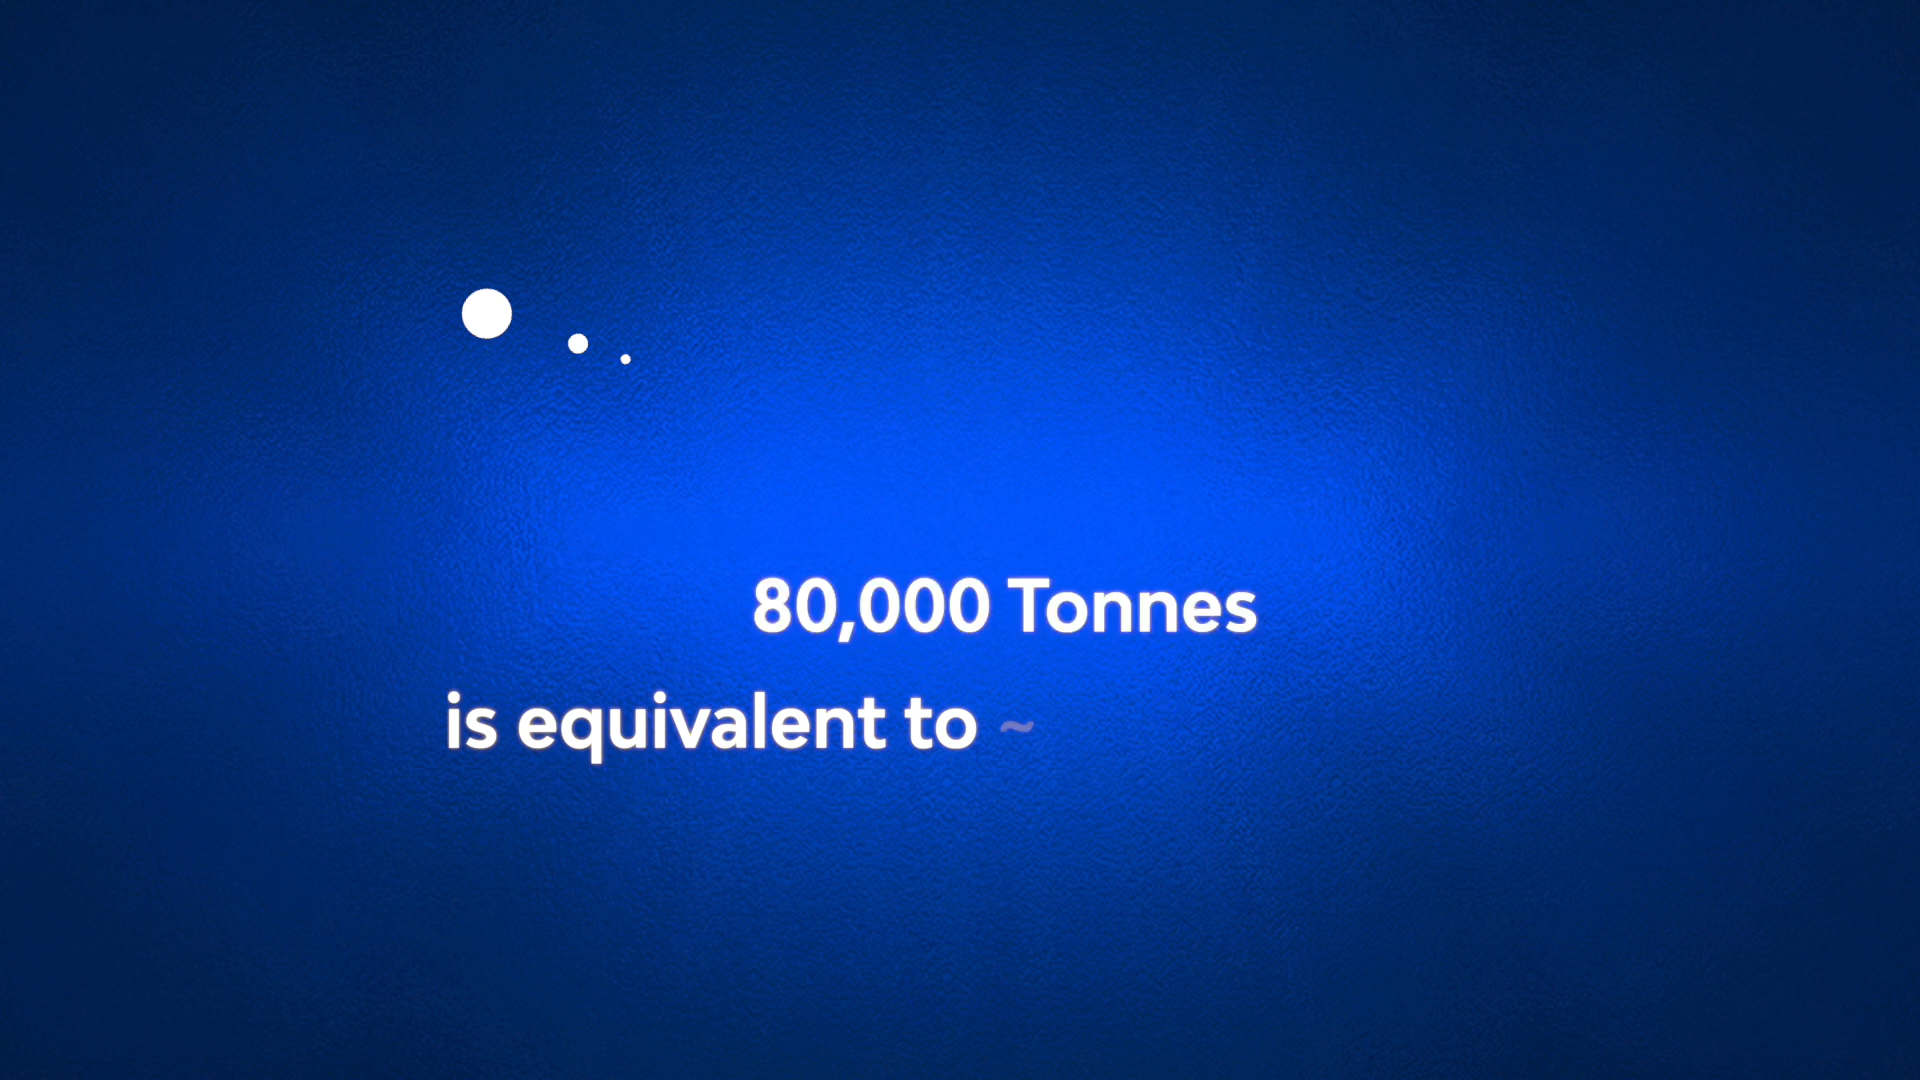 80,000 Tonnes
is equivalent to ~